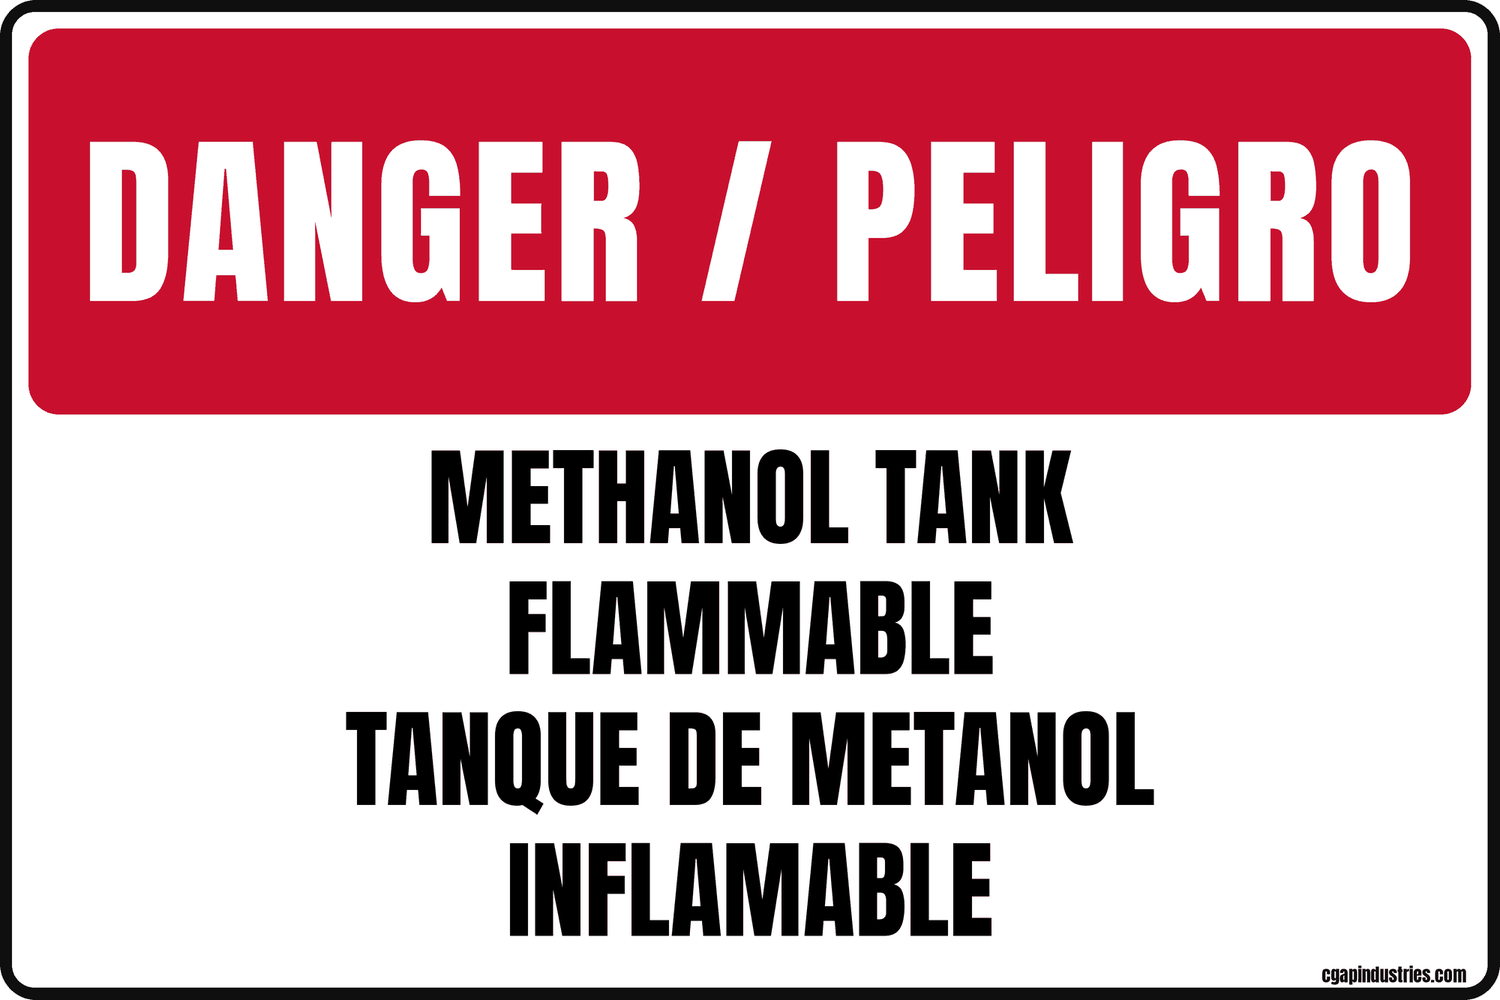 DANGER / PELIGRO
METHANOL TANK
FLAMMABLE
TANQUE DE METANOL
INFLAMABLE
cgapindustries.com